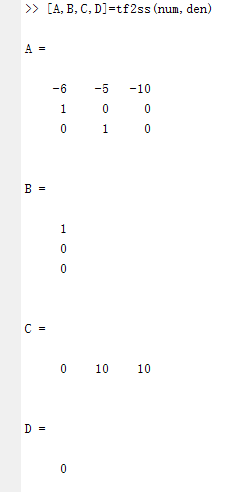 >> [A,B,C,D]=tf2ss(num,den)
A =
-6 -5 -10
1 0 0
0 1 0
B =
1
0
0
C =
0 10 10
D =
0